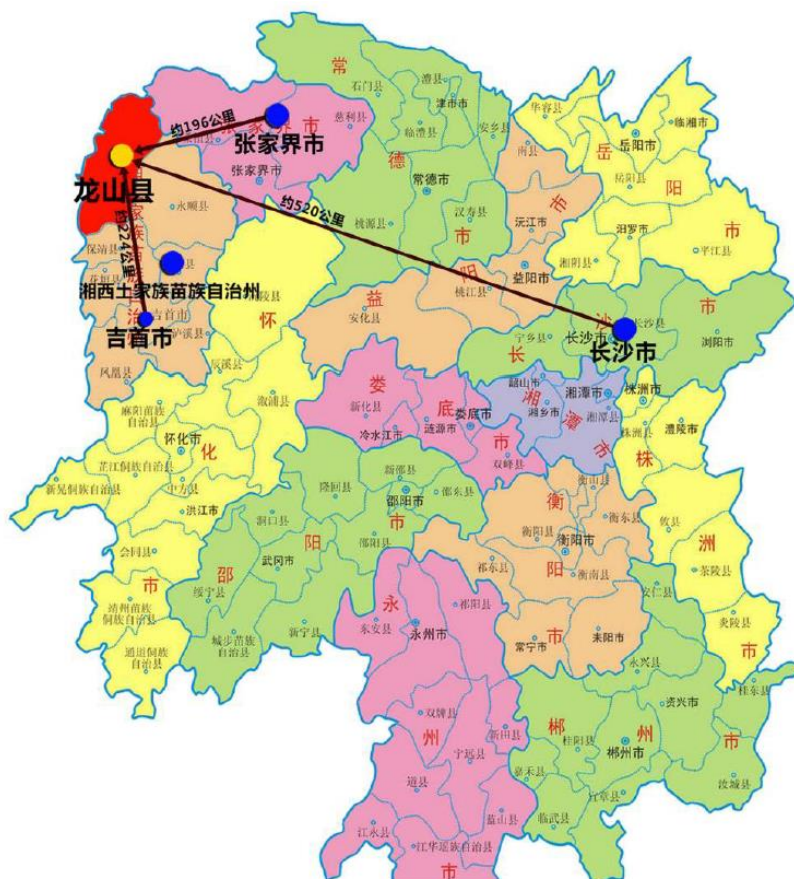 常
石门县
澧县
津市市
安乡县
临澧县
德
常德市
汉寿县
市
桃源县
约196公里
张家界市
慈利县
张家界市
张家界市
龙山县
永顺县
保靖县
花垣县
约224公里
湘西土家族苗族自治州
吉首市
吉首市
泸溪县
凤凰县
约520公里
华容县
临湘市
岳
岳阳市
岳阳县
阳
汨罗市
市
平江县
湘阴县
南县
沅江市
市
阳
益阳市
桃江县
益
安化县
沙
市
宁乡县
长沙县
长沙市
长沙市
长
浏阳市
怀
辰溪县
溆浦县
麻阳苗族
自治县
怀化市
化
芷江侗族自治县
新晃侗族自治县
中方县
洪江市
会同县
市
靖州苗族
侗族自治县
通道侗族
自治县
娄
新化县
底
涟源市
娄底市
冷水江市
市
双峰县
韶山市
湘潭市
湘
湘乡市
潭
湘潭县
市
株洲市
株洲县
醴陵市
株
攸县
洲
茶陵县
炎陵县
市
新邵县
隆回县
邵阳市
邵东县
洞口县
市
邵阳县
阳
武冈市
邵
绥宁县
城步苗族
自治县
新宁县
衡山县
衡
衡东县
衡阳县
衡阳市
祁东县
阳
衡南县
市
常宁市
耒阳市
永
祁阳县
东安县
永州市
双牌县
新田县
州
宁远县
道县
蓝山县
江永县
江华瑶族自治县
市
安仁县
永兴县
资兴市
桂东县
郴
州
市
桂阳县
郴州市
嘉禾县
宜章县
汝城县
临武县